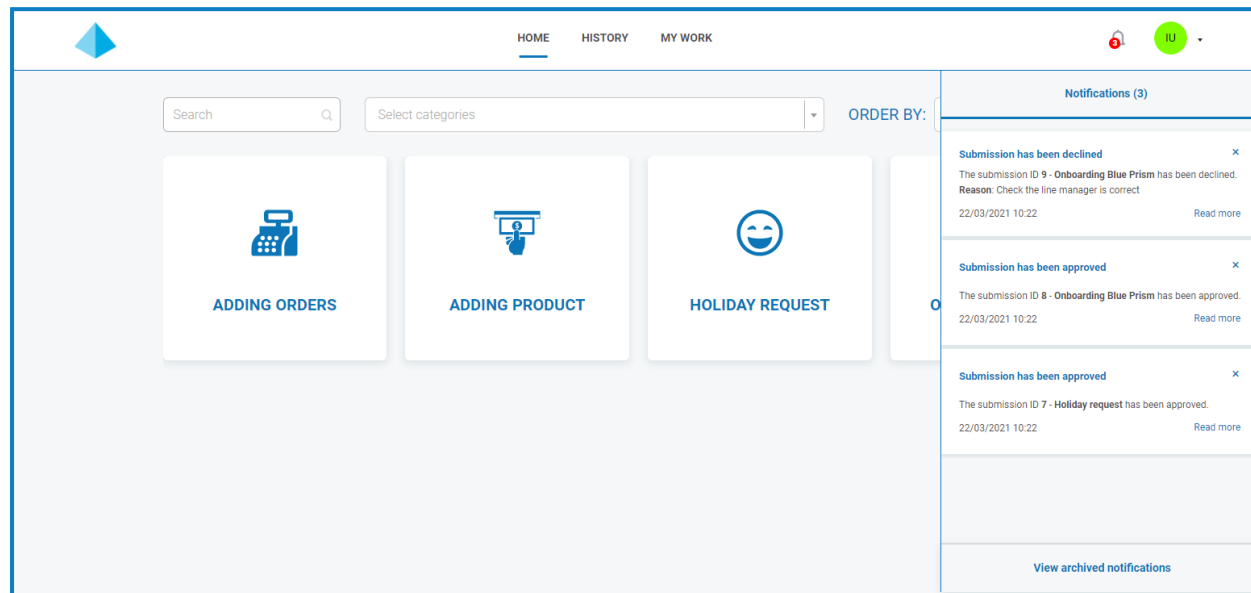 HOME HISTORY MY WORK
3
IU
Search
Select categories
ORDER BY:
ADDING ORDERS
ADDING PRODUCT
HOLIDAY REQUEST
O
Notifications (3)
Submission has been declined ×
The submission ID 9 - Onboarding Blue Prism has been declined.
Reason: Check the line manager is correct
22/03/2021 10:22 Read more
Submission has been approved ×
The submission ID 8 - Onboarding Blue Prism has been approved.
22/03/2021 10:22 Read more
Submission has been approved ×
The submission ID 7 - Holiday request has been approved.
22/03/2021 10:22 Read more
View archived notifications